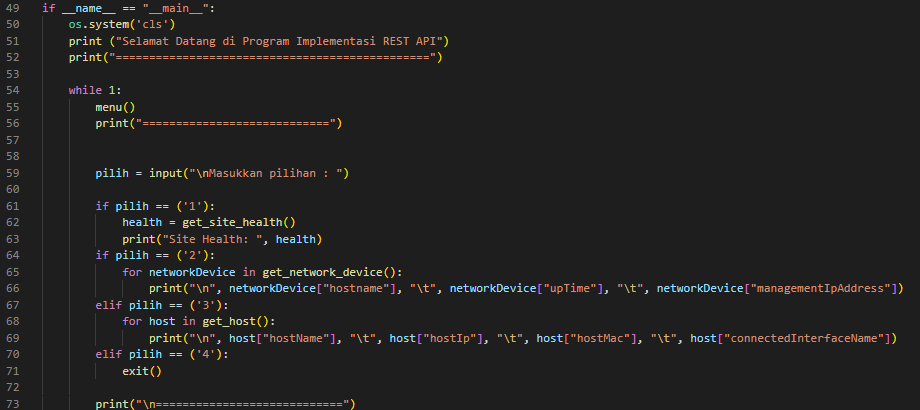 49 if __name__ == "__main__":
50     os.system('cls')
51     print ("Selamat Datang di Program Implementasi REST API")
52     print("===============================================")
53
54     while 1:
55         menu()
56         print("============================")
57
58
59         pilih = input("\nMasukkan pilihan : ")
60
61         if pilih == ('1'):
62             health = get_site_health()
63             print("Site Health: ", health)
64         if pilih == ('2'):
65             for networkDevice in get_network_device():
66                 print("\n", networkDevice["hostname"], "\t", networkDevice["upTime"], "\t", networkDevice["managementIpAddress"])
67         elif pilih == ('3'):
68             for host in get_host():
69                 print("\n", host["hostName"], "\t", host["hostIp"], "\t", host["hostMac"], "\t", host["connectedInterfaceName"])
70         elif pilih == ('4'):
71             exit()
72
73         print("\n============================")